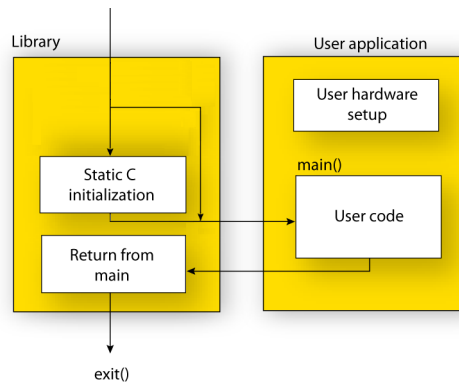 Library
User application
User hardware
setup
Static C
initialization
main()
User code
Return from
main
exit()